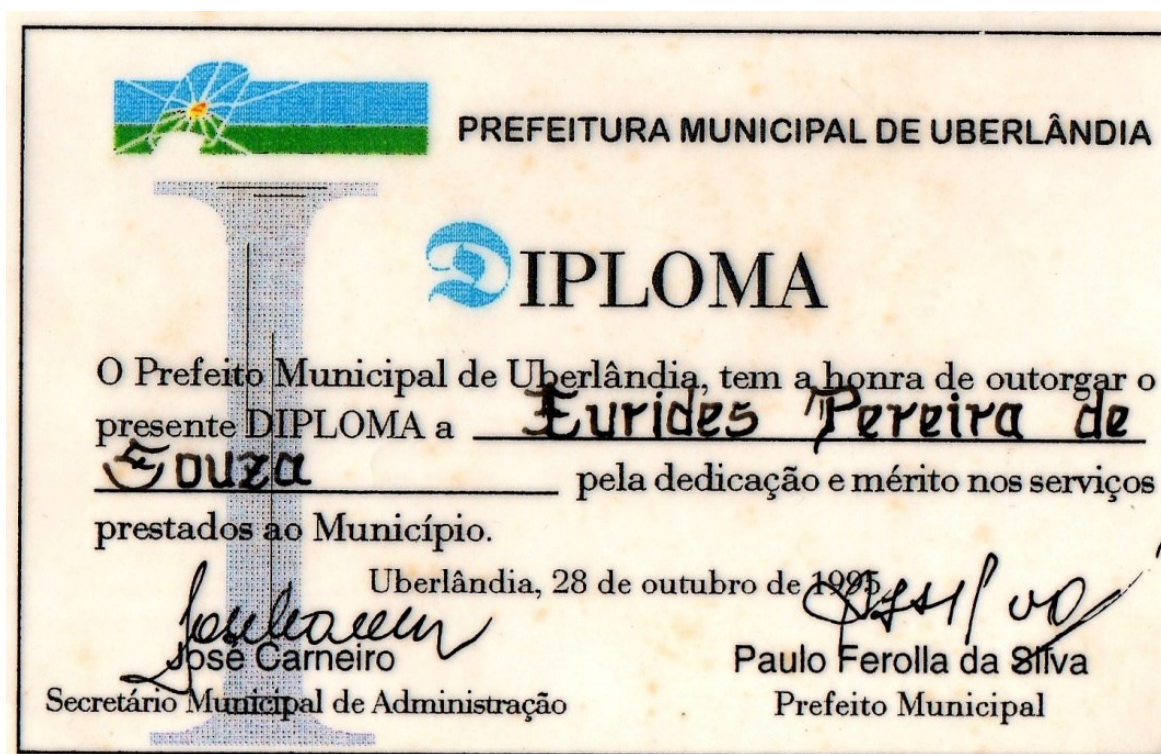 PREFEITURA MUNICIPAL DE UBERLÂNDIA
DIPLOMA
O Prefeito Municipal de Uberlândia, tem a honra de outorgar o
presente DIPLOMA a Eurides Pereira de
Souza pela dedicação e mérito nos serviços
prestados ao Município.
Uberlândia, 28 de outubro de 1995.
José Carneiro
Paulo Ferolla da Silva
Secretário Municipal de Administração
Prefeito Municipal